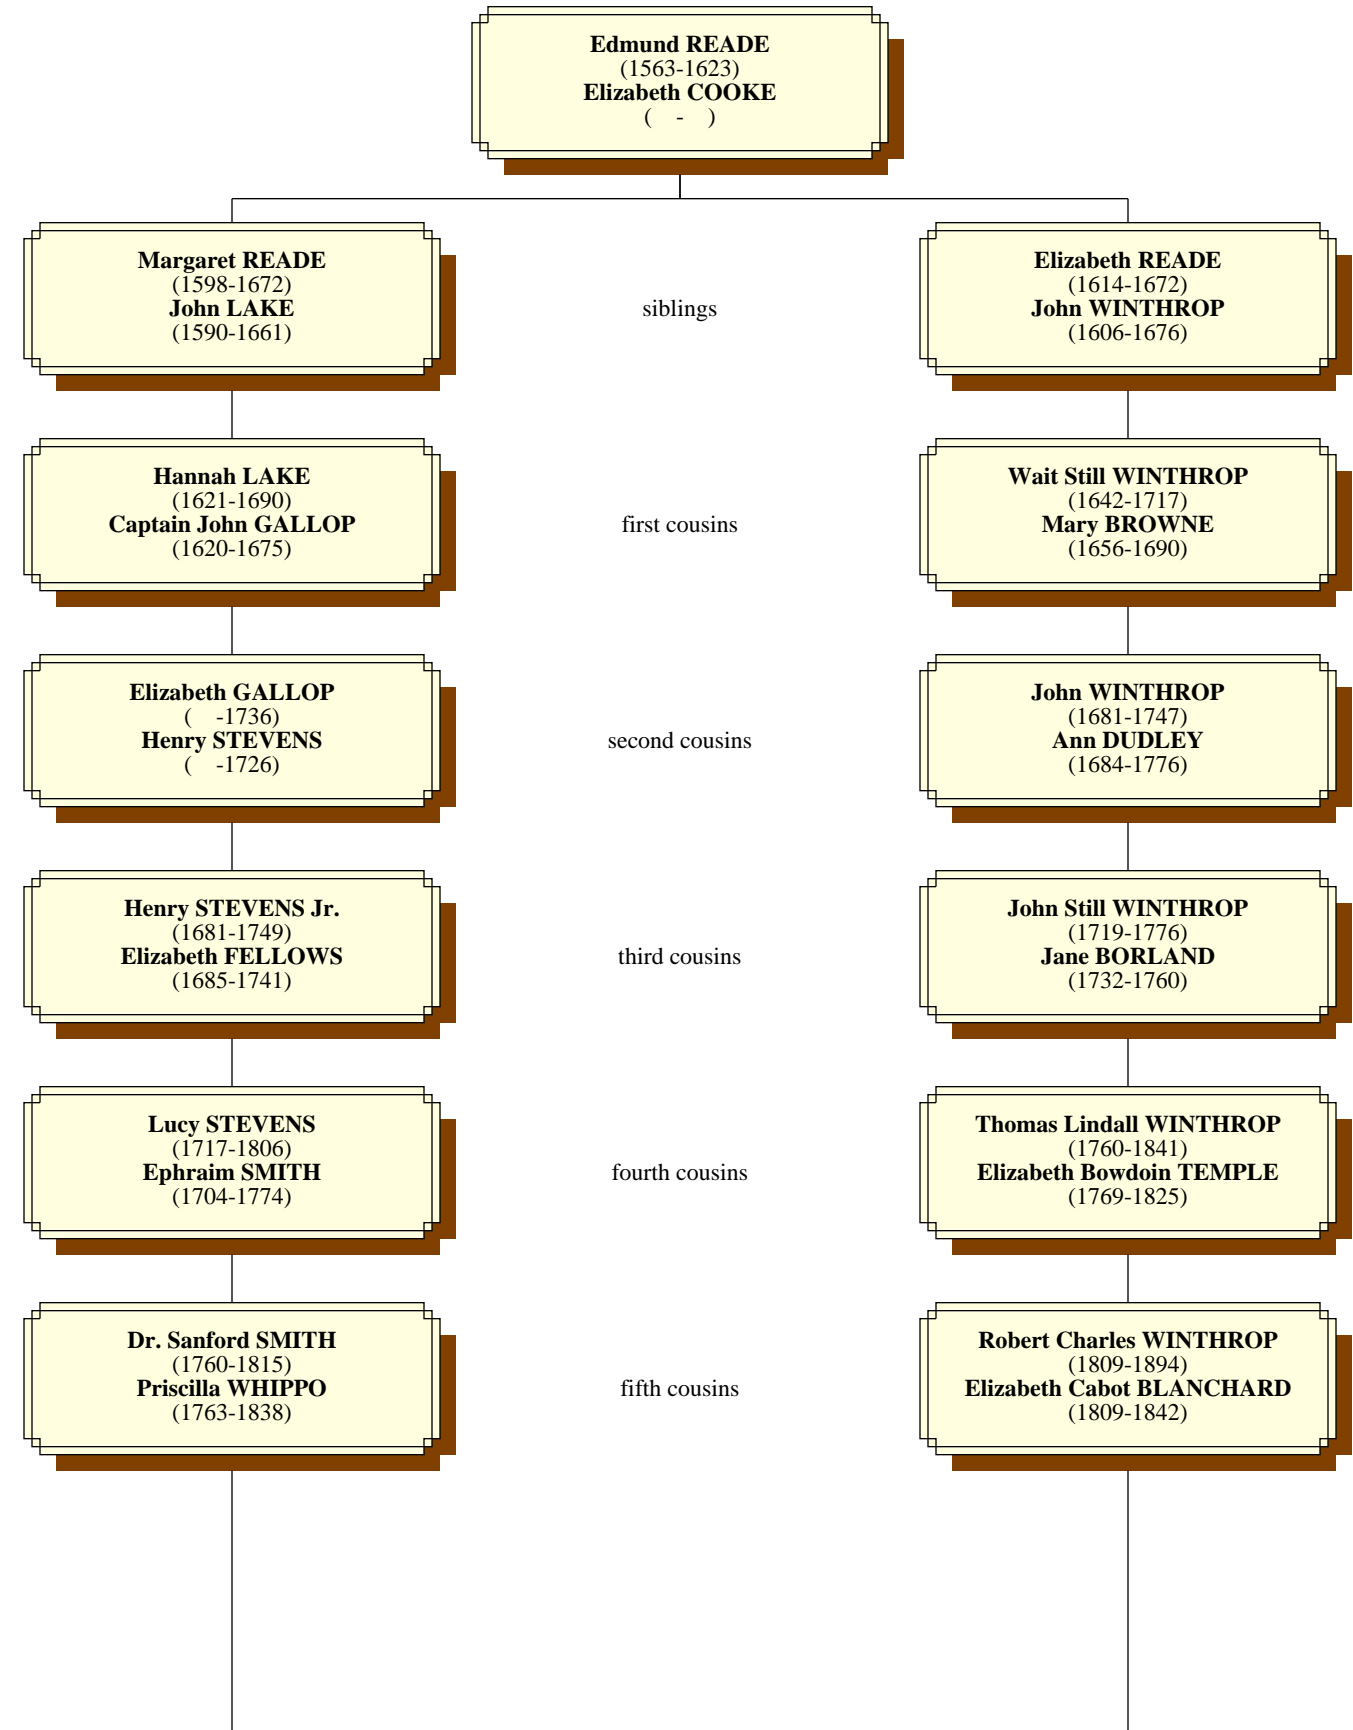 Edmund READE
(1563-1623)
Elizabeth COOKE
(    -    )
Margaret READE
(1598-1672)
John LAKE
(1590-1661)
siblings
Elizabeth READE
(1614-1672)
John WINTHROP
(1606-1676)
Hannah LAKE
(1621-1690)
Captain John GALLOP
(1620-1675)
first cousins
Wait Still WINTHROP
(1642-1717)
Mary BROWNE
(1656-1690)
Elizabeth GALLOP
(    -1736)
Henry STEVENS
(    -1726)
second cousins
John WINTHROP
(1681-1747)
Ann DUDLEY
(1684-1776)
Henry STEVENS Jr.
(1681-1749)
Elizabeth FELLOWS
(1685-1741)
third cousins
John Still WINTHROP
(1719-1776)
Jane BORLAND
(1732-1760)
Lucy STEVENS
(1717-1806)
Ephraim SMITH
(1704-1774)
fourth cousins
Thomas Lindall WINTHROP
(1760-1841)
Elizabeth Bowdoin TEMPLE
(1769-1825)
Dr. Sanford SMITH
(1760-1815)
Priscilla WHIPPO
(1763-1838)
fifth cousins
Robert Charles WINTHROP
(1809-1894)
Elizabeth Cabot BLANCHARD
(1809-1842)